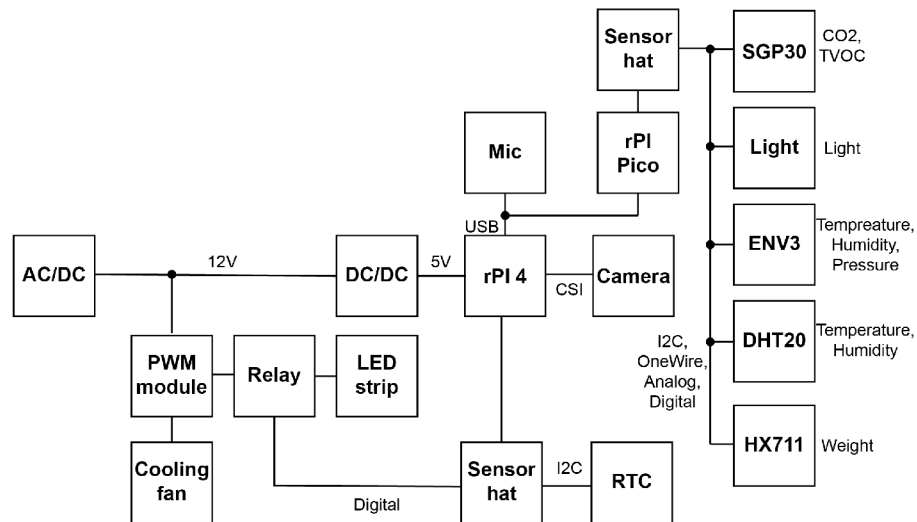 Sensor
hat
SGP30
CO2,
TVOC
Mic
rPI
Pico
Light
Light
USB
AC/DC
12V
DC/DC
5V
rPI 4
CSI
Camera
ENV3
Tempreature,
Humidity,
Pressure
PWM
module
Relay
LED
strip
I2C,
OneWire,
Analog,
Digital
DHT20
Temperature,
Humidity
Cooling
fan
Digital
Sensor
hat
I2C
RTC
HX711
Weight